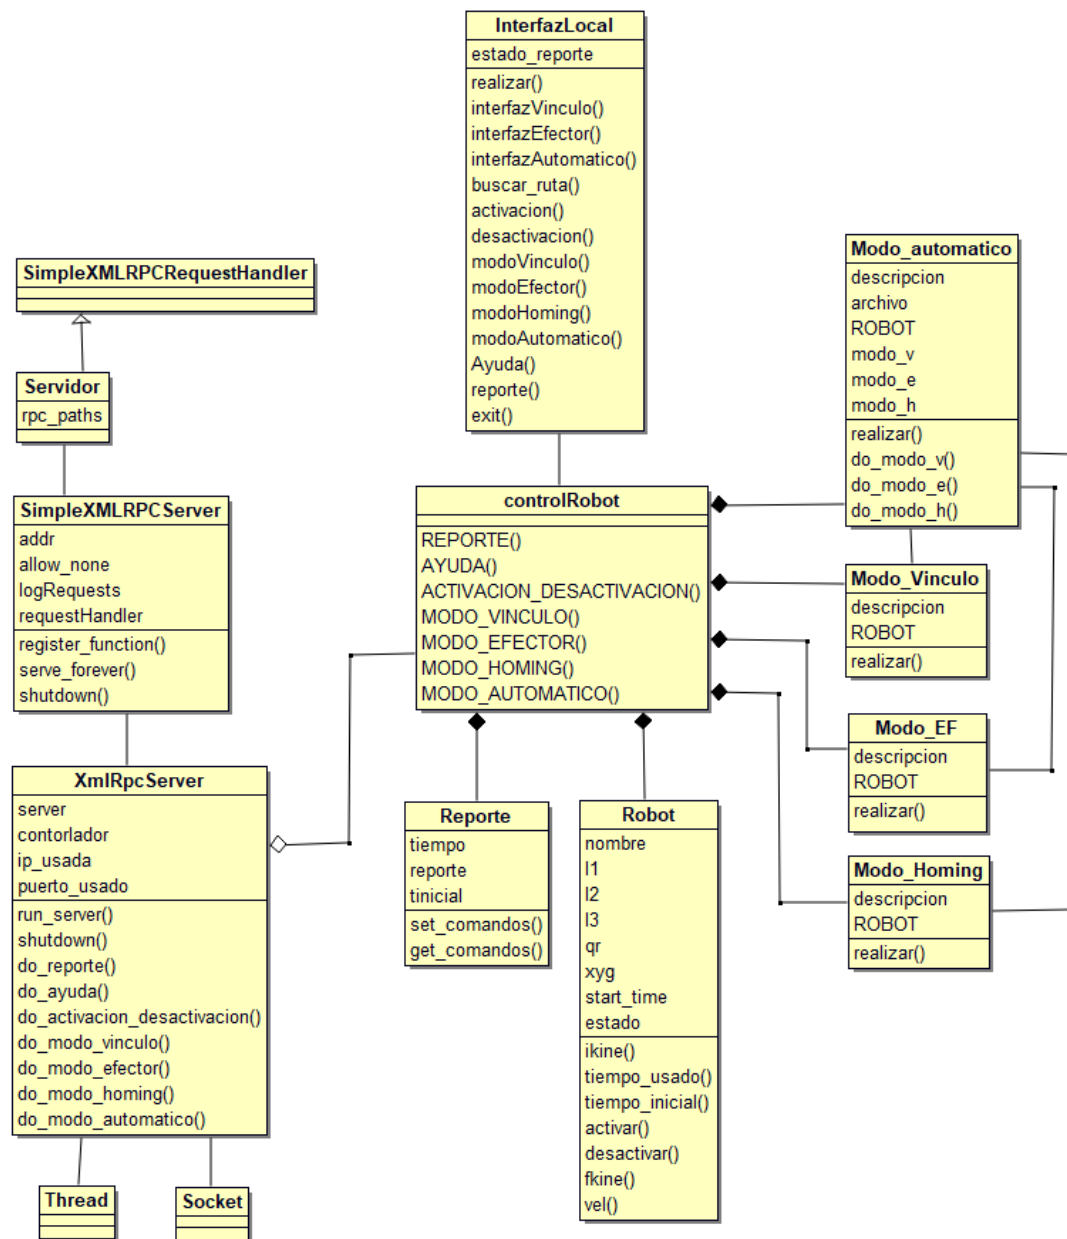 InterfazLocal
estado_reporte
realizar()
interfazVinculo()
interfazEfector()
interfazAutomatico()
buscar_ruta()
activacion()
desactivacion()
modoVinculo()
modoEfector()
modoHoming()
modoAutomatico()
Ayuda()
reporte()
exit()
SimpleXMLRPCRequestHandler
Servidor
rpc_paths
SimpleXMLRPCServer
addr
allow_none
logRequests
requestHandler
register_function()
serve_forever()
shutdown()
XmlRpcServer
server
contorlador
ip_usada
puerto_usado
run_server()
shutdown()
do_reporte()
do_ayuda()
do_activacion_desactivacion()
do_modo_vinculo()
do_modo_efector()
do_modo_homing()
do_modo_automatico()
Thread
Socket
controlRobot
REPORTE()
AYUDA()
ACTIVACION_DESACTIVACION()
MODO_VINCULO()
MODO_EFECTOR()
MODO_HOMING()
MODO_AUTOMATICO()
Reporte
tiempo
reporte
tinicial
set_comandos()
get_comandos()
Robot
nombre
l1
l2
l3
qr
xyg
start_time
estado
ikine()
tiempo_usado()
tiempo_inicial()
activar()
desactivar()
fkine()
vel()
Modo_automatico
descripcion
archivo
ROBOT
modo_v
modo_e
modo_h
realizar()
do_modo_v()
do_modo_e()
do_modo_h()
Modo_Vinculo
descripcion
ROBOT
realizar()
Modo_EF
descripcion
ROBOT
realizar()
Modo_Homing
descripcion
ROBOT
realizar()